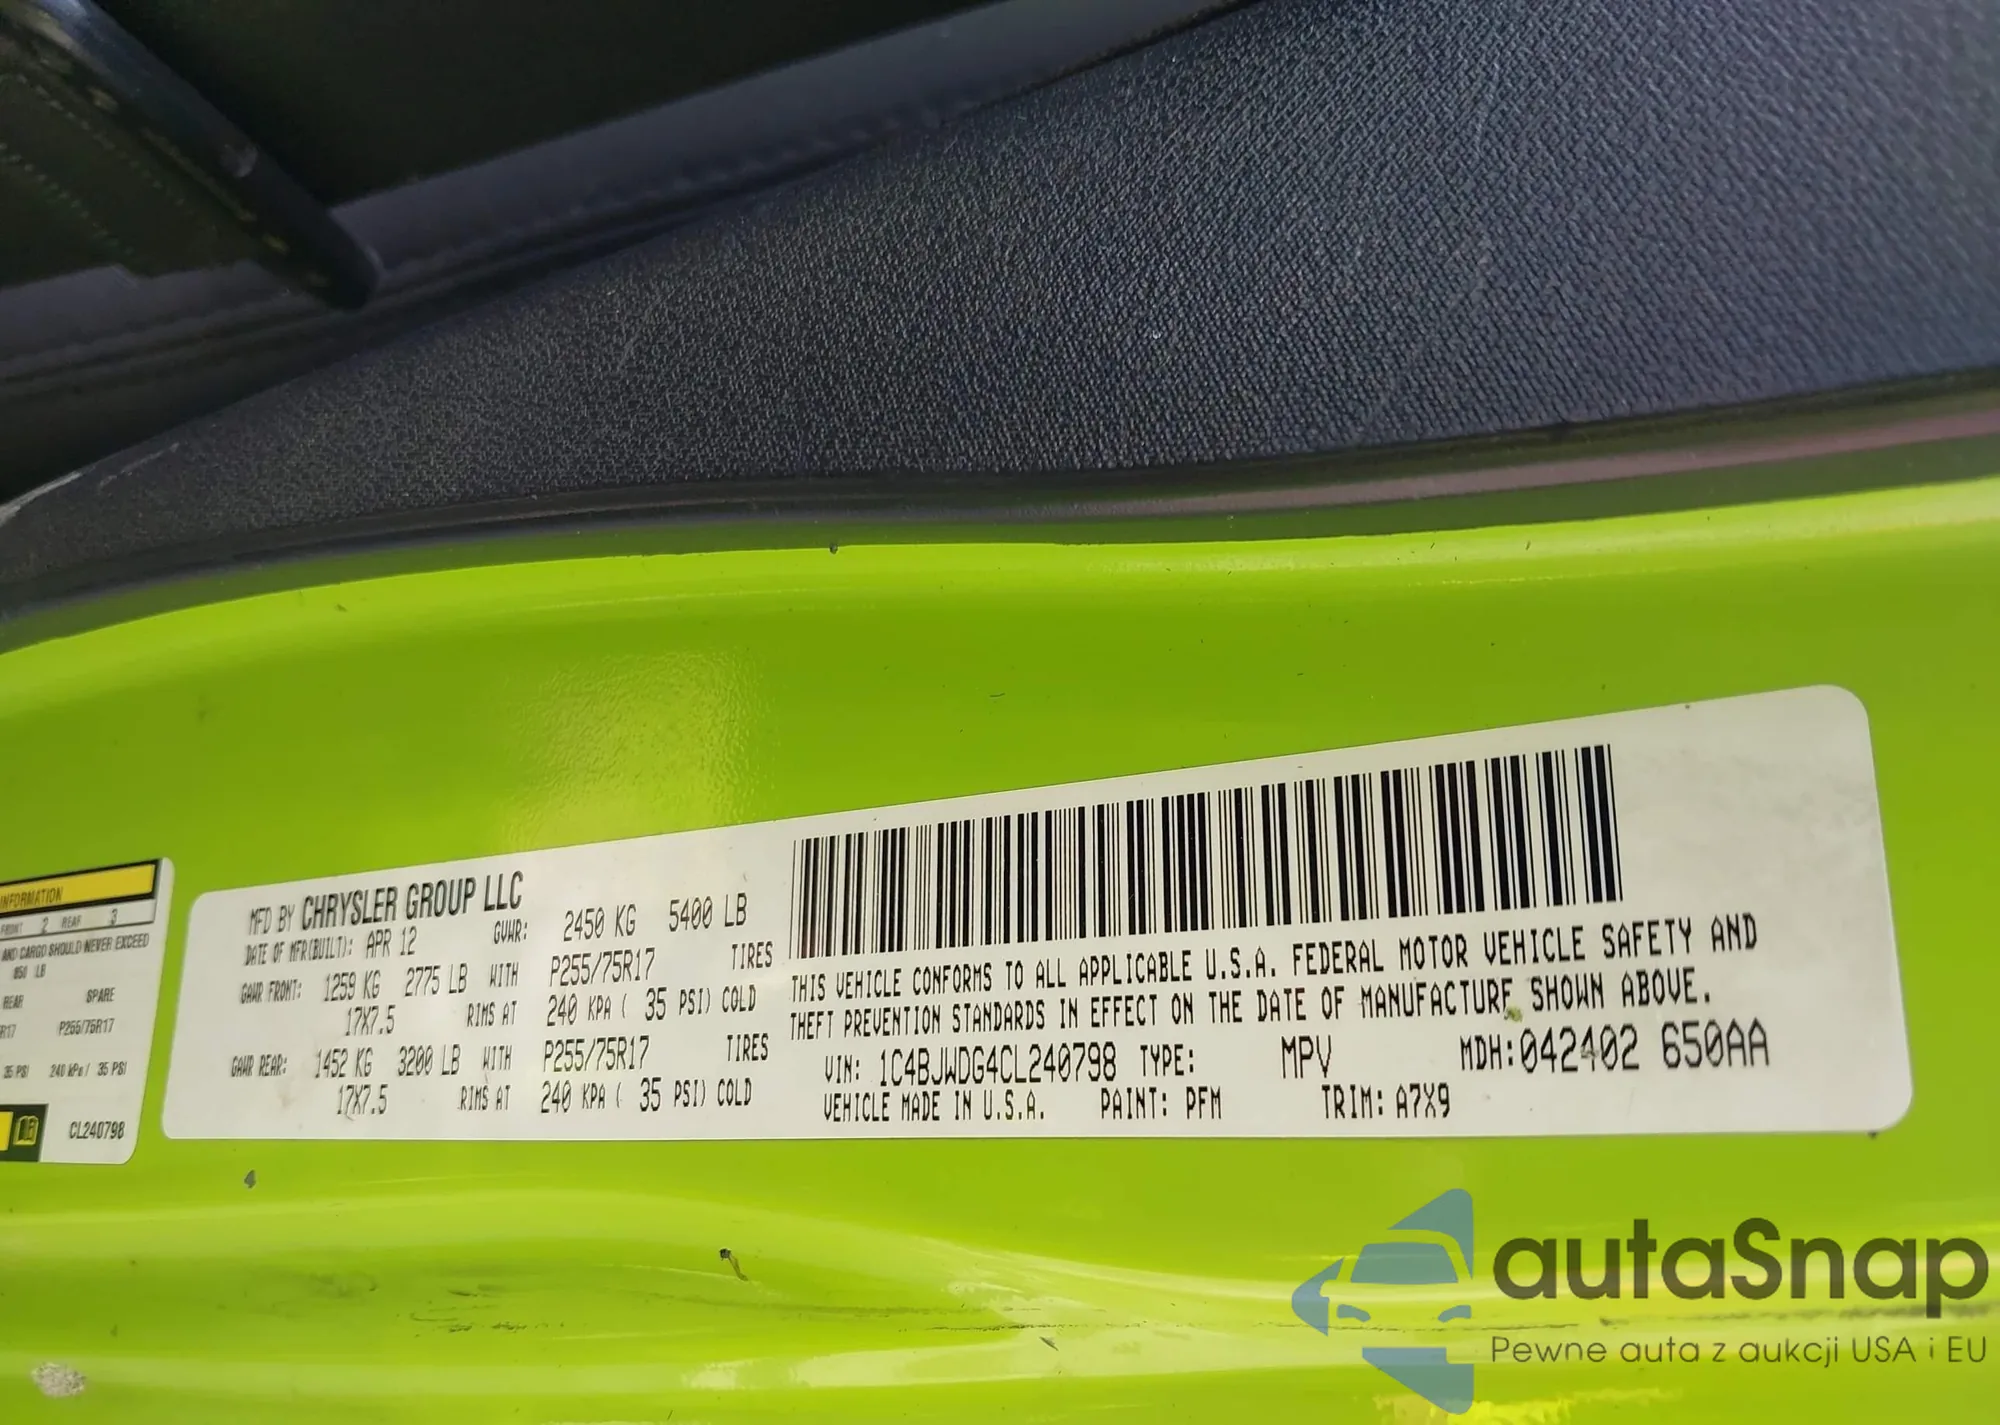 INFORMATION
FRONT 2 REAR 3
AND CARGO SHOULD NEVER EXCEED
850 LB
REAR SPARE
R17 P255/75R17
35 PSI 240 kPa / 35 PSI
CL240798
MFD BY CHRYSLER GROUP LLC
DATE OF MFR(BUILT): APR 12 GVWR: 2450 KG 5400 LB
GAWR FRONT: 1259 KG 2775 LB WITH P255/75R17 TIRES
17X7.5 RIMS AT 240 KPA ( 35 PSI) COLD
GAWR REAR: 1452 KG 3200 LB WITH P255/75R17 TIRES
17X7.5 RIMS AT 240 KPA ( 35 PSI) COLD
THIS VEHICLE CONFORMS TO ALL APPLICABLE U.S.A. FEDERAL MOTOR VEHICLE SAFETY AND
THEFT PREVENTION STANDARDS IN EFFECT ON THE DATE OF MANUFACTURE SHOWN ABOVE.
VIN: 1C4BJWDG4CL240798 TYPE: MPV MDH: 042402 650AA
VEHICLE MADE IN U.S.A. PAINT: PFM TRIM: A7X9
autaSnap
Pewne auta z aukcji USA i EU